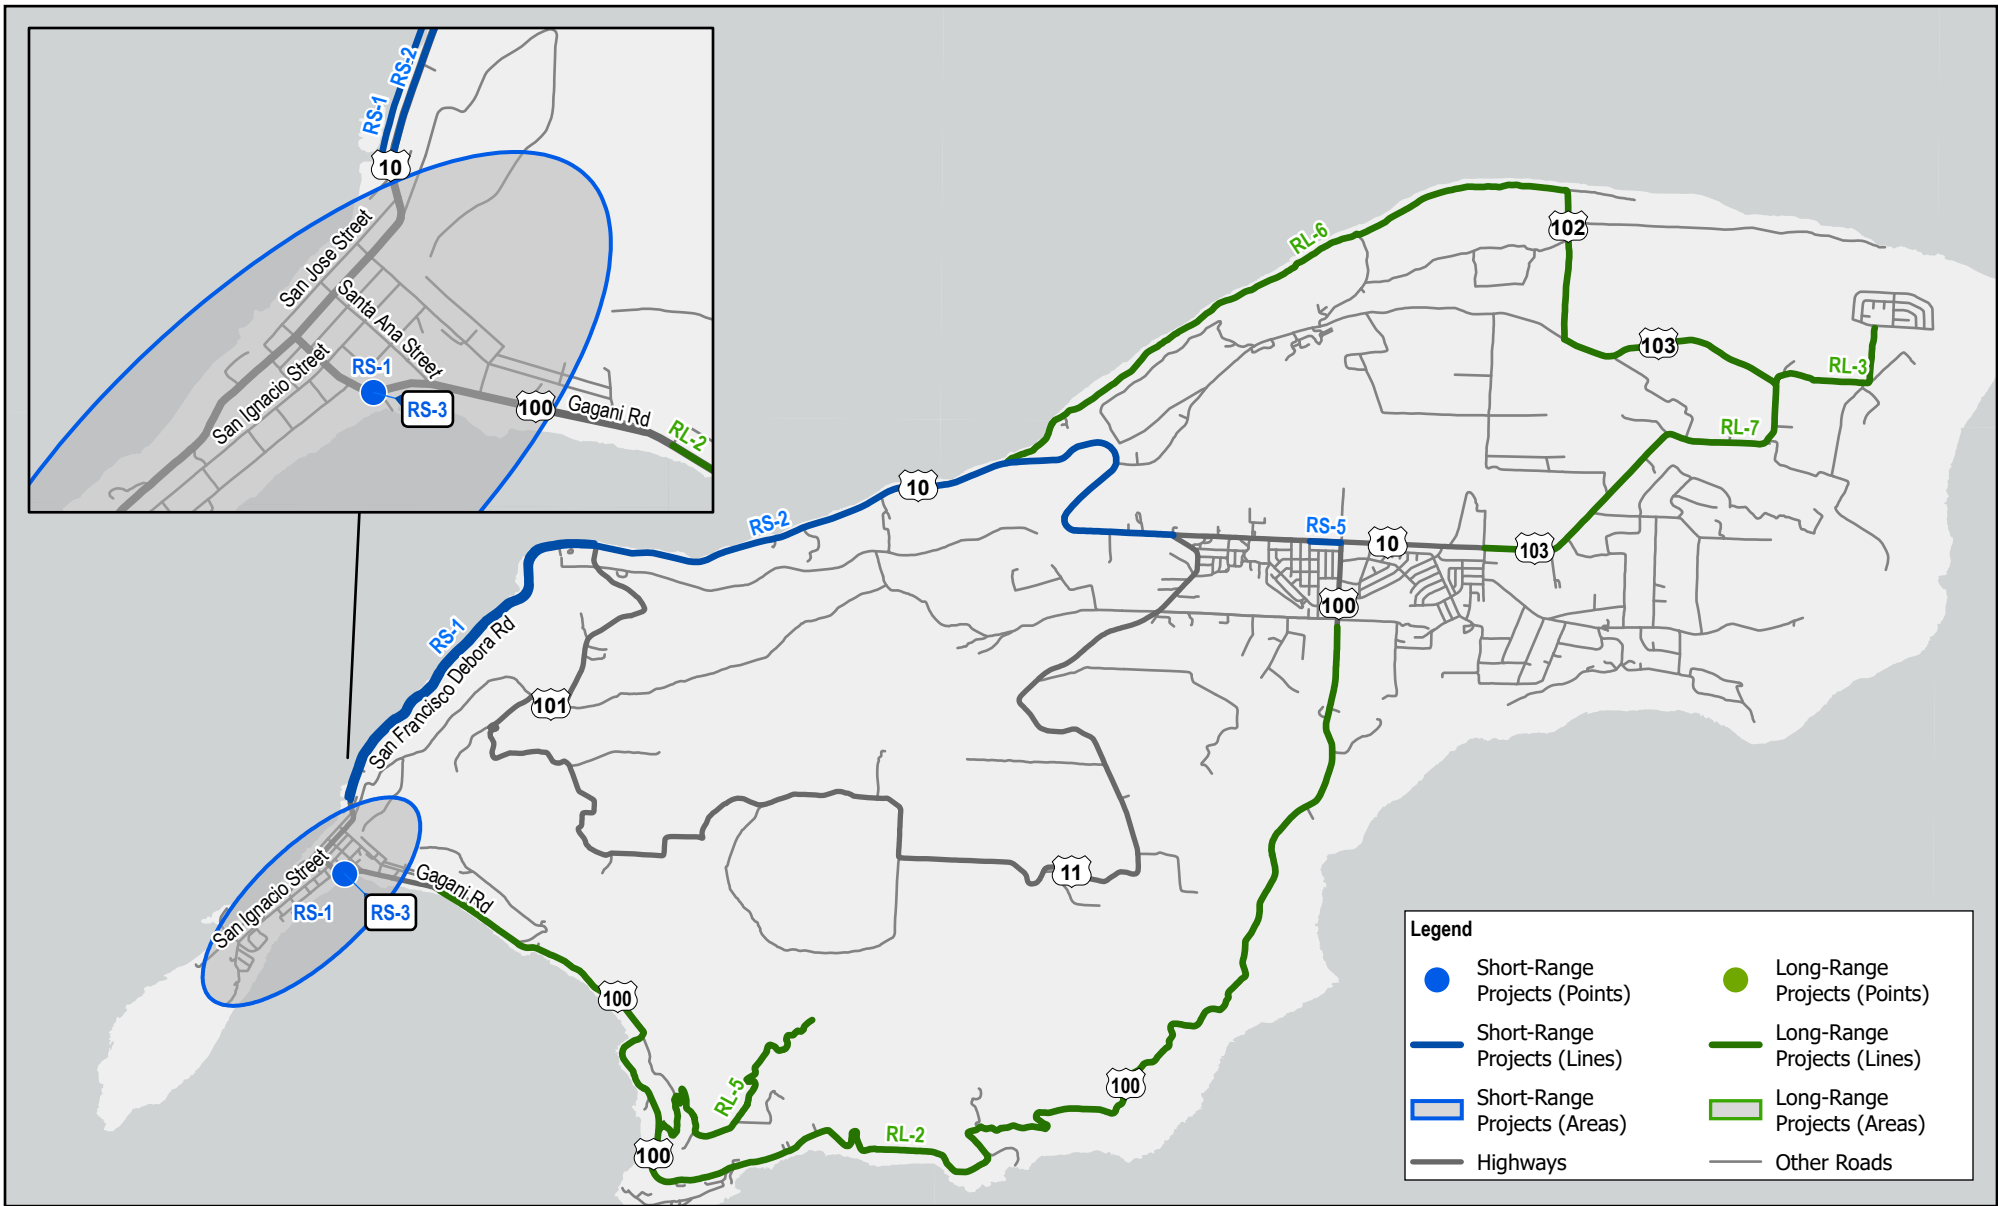 RS-2
RS-1
10
San Jose Street
Santa Ana Street
San Ignacio Street
RS-1
RS-3
100
Gagani Rd
RL-2
RL-6
102
103
RL-3
RL-7
10
RS-2
RS-5
10
103
100
RS-1
San Francisco Debora Rd
101
San Ignacio Street
RS-1
RS-3
Gagani Rd
11
100
RL-5
100
RL-2
100
Legend
Short-Range
Projects (Points)
Long-Range
Projects (Points)
Short-Range
Projects (Lines)
Long-Range
Projects (Lines)
Short-Range
Projects (Areas)
Long-Range
Projects (Areas)
Highways
Other Roads